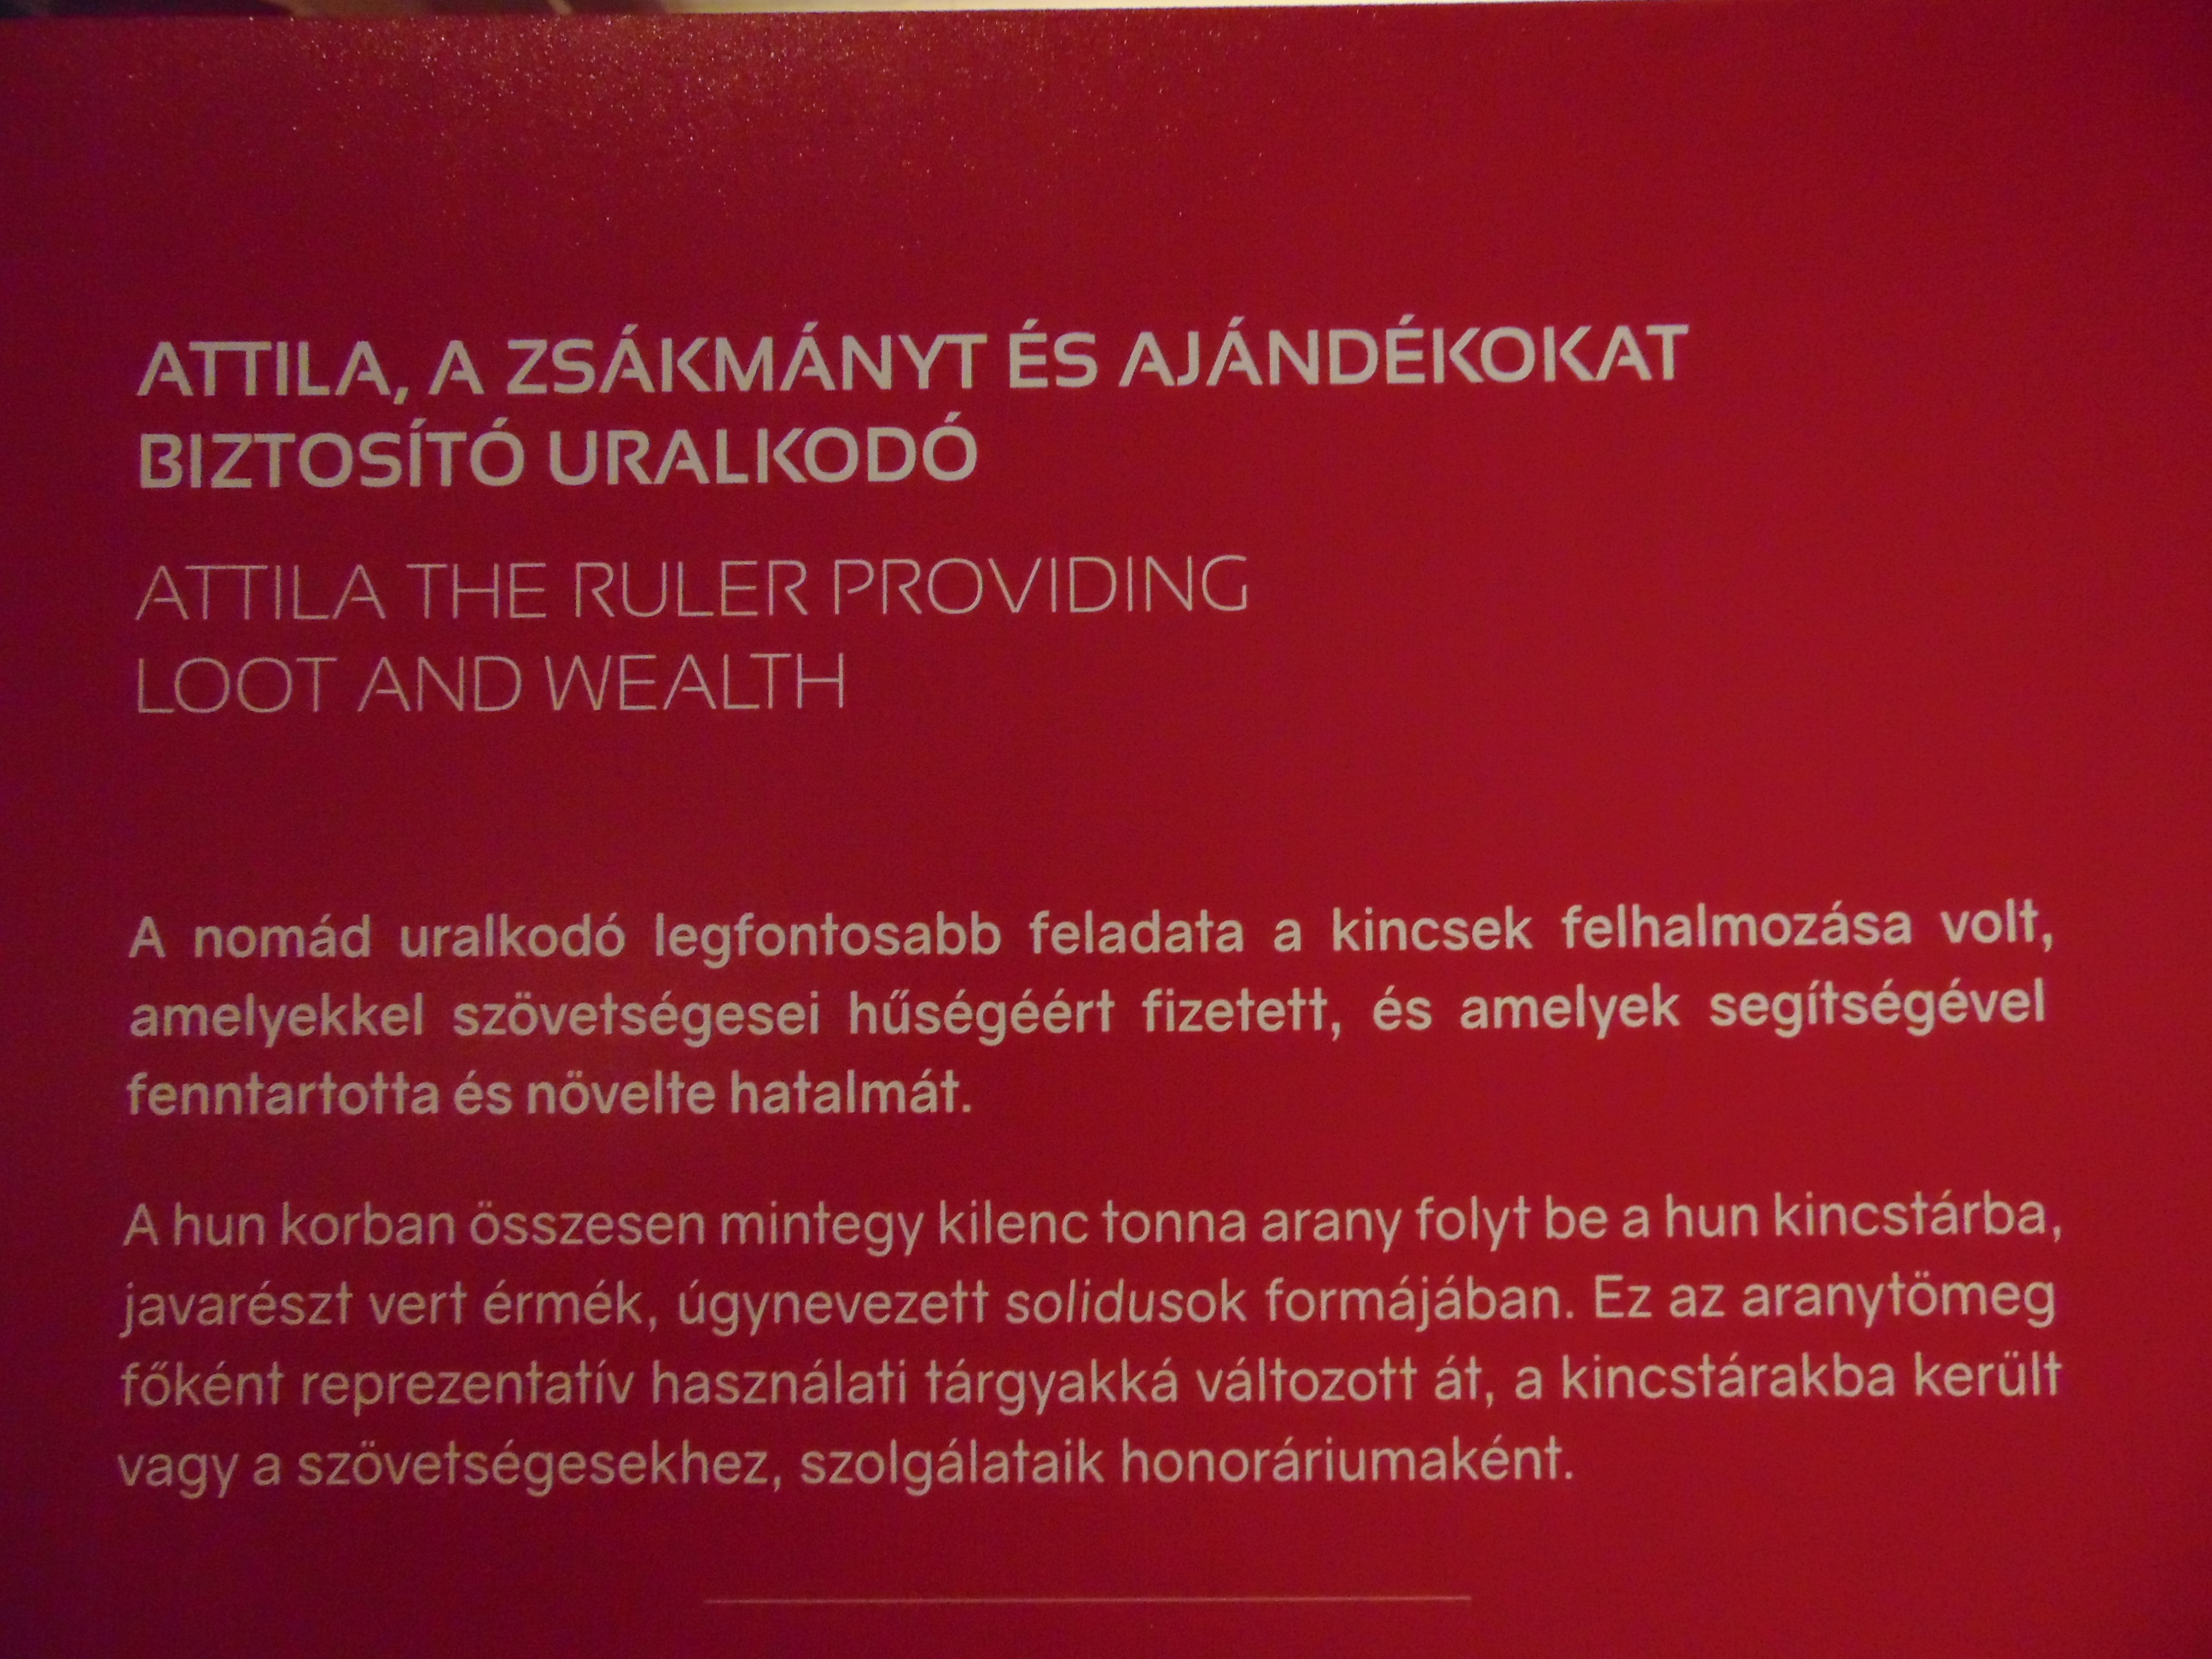 ATTILA, A ZSÁKMÁNYT ÉS AJÁNDÉKOKAT
BIZTOSÍTÓ URALKODÓ
ATTILA THE RULER PROVIDING
LOOT AND WEALTH
A nomád uralkodó legfontosabb feladata a kincsek felhalmozása volt,
amelyekkel szövetségesei hűségéért fizetett, és amelyek segítségével
fenntartotta és növelte hatalmát.
A hun korban összesen mintegy kilenc tonna arany folyt be a hun kincstárba,
javarészt vert érmék, úgynevezett solidusok formájában. Ez az aranytömeg
főként reprezentatív használati tárgyakká változott át, a kincstárakba került
vagy a szövetségesekhez, szolgálataik honoráriumaként.